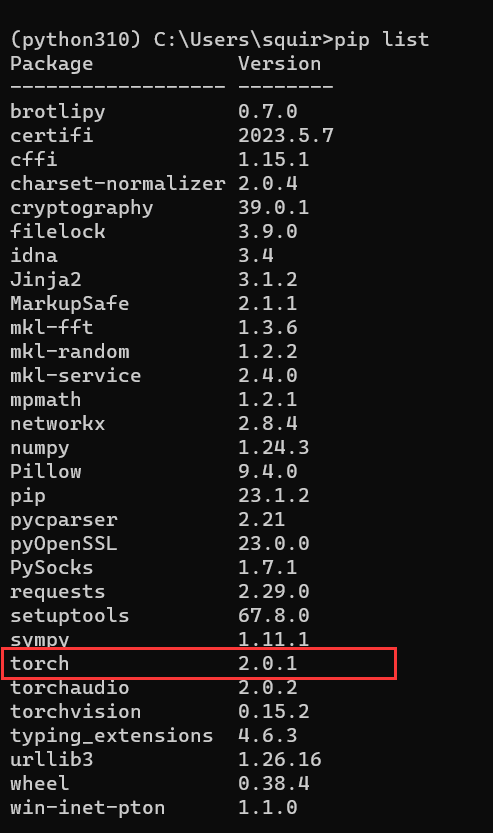 (python310) C:\Users\squir>pip list
Package            Version
------------------ --------
brotlipy           0.7.0
certifi            2023.5.7
cffi               1.15.1
charset-normalizer 2.0.4
cryptography       39.0.1
filelock           3.9.0
idna               3.4
Jinja2             3.1.2
MarkupSafe         2.1.1
mkl-fft            1.3.6
mkl-random         1.2.2
mkl-service        2.4.0
mpmath             1.2.1
networkx           2.8.4
numpy              1.24.3
Pillow             9.4.0
pip                23.1.2
pycparser          2.21
pyOpenSSL          23.0.0
PySocks            1.7.1
requests           2.29.0
setuptools         67.8.0
sympy              1.11.1
torch              2.0.1
torchaudio         2.0.2
torchvision        0.15.2
typing_extensions  4.6.3
urllib3            1.26.16
wheel              0.38.4
win-inet-pton      1.1.0